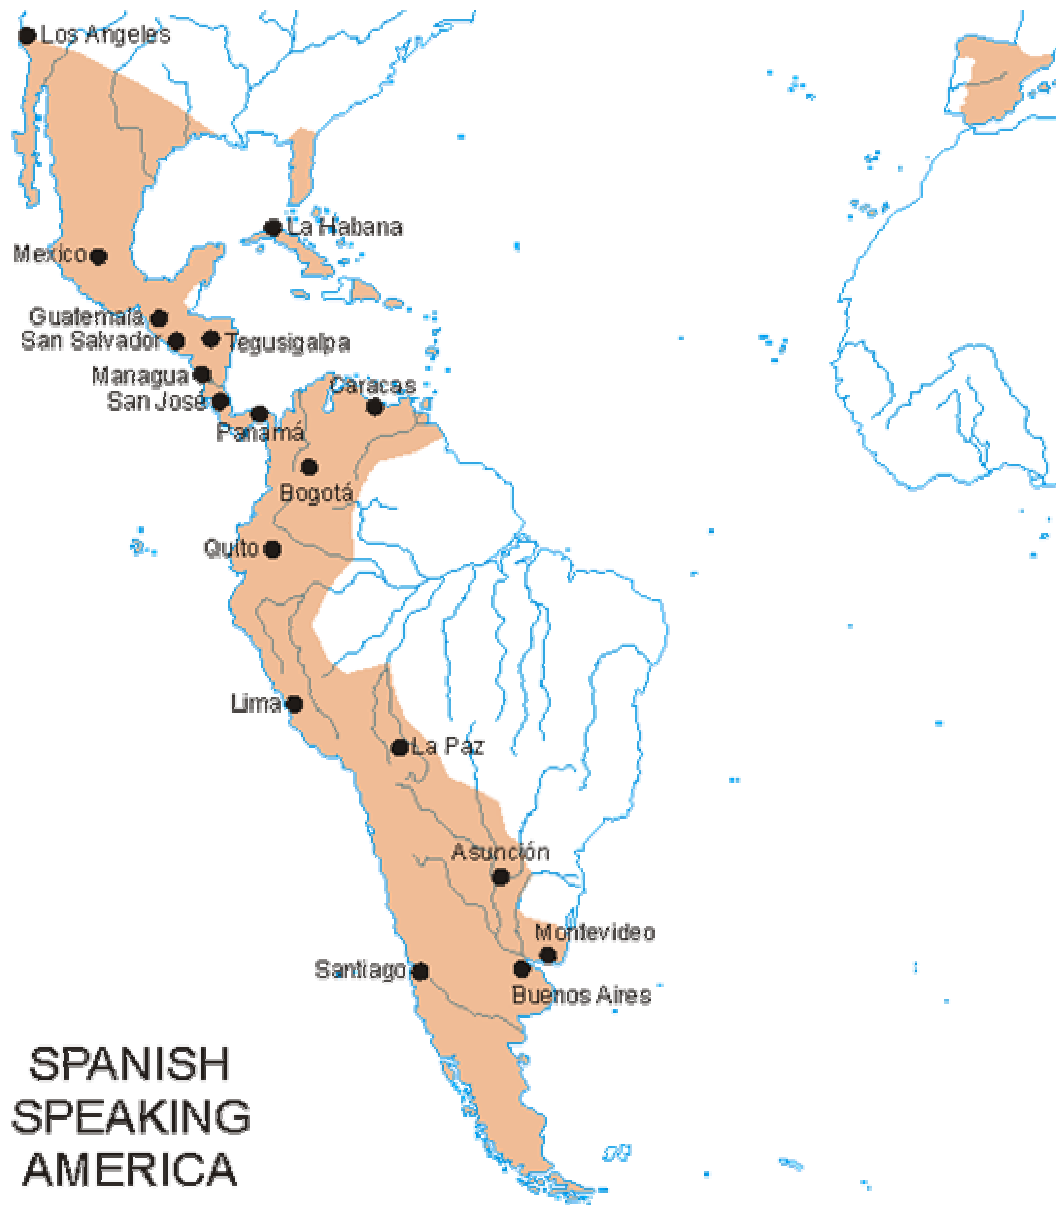 Los Angeles
La Habana
Mexico
Guatemala
San Salvador
Tegusigalpa
Managua
Caracas
San José
Panamá
Bogotá
Quito
Lima
La Paz
Asunción
Montevideo
Santiago
Buenos Aires
SPANISH
SPEAKING
AMERICA